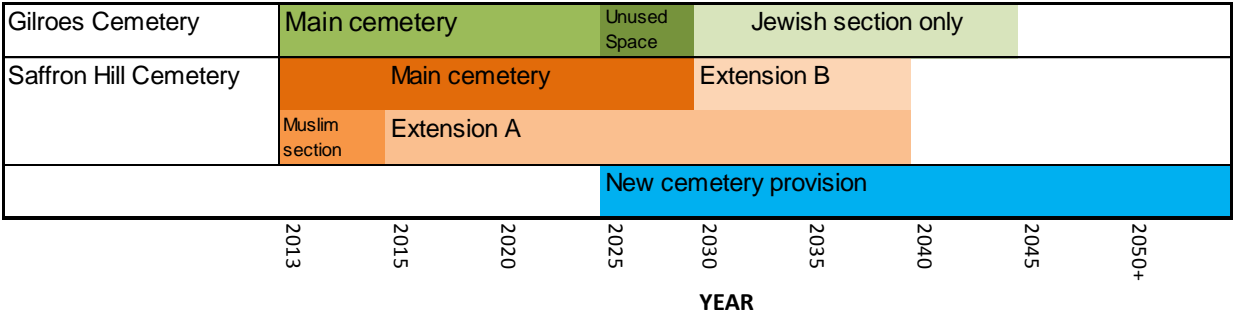 Gilroes Cemetery
Main cemetery
Unused
Space
Jewish section only
Saffron Hill Cemetery
Main cemetery
Extension B
Muslim
section
Extension A
New cemetery provision
2013
2015
2020
2025
2030
2035
2040
2045
2050+
YEAR